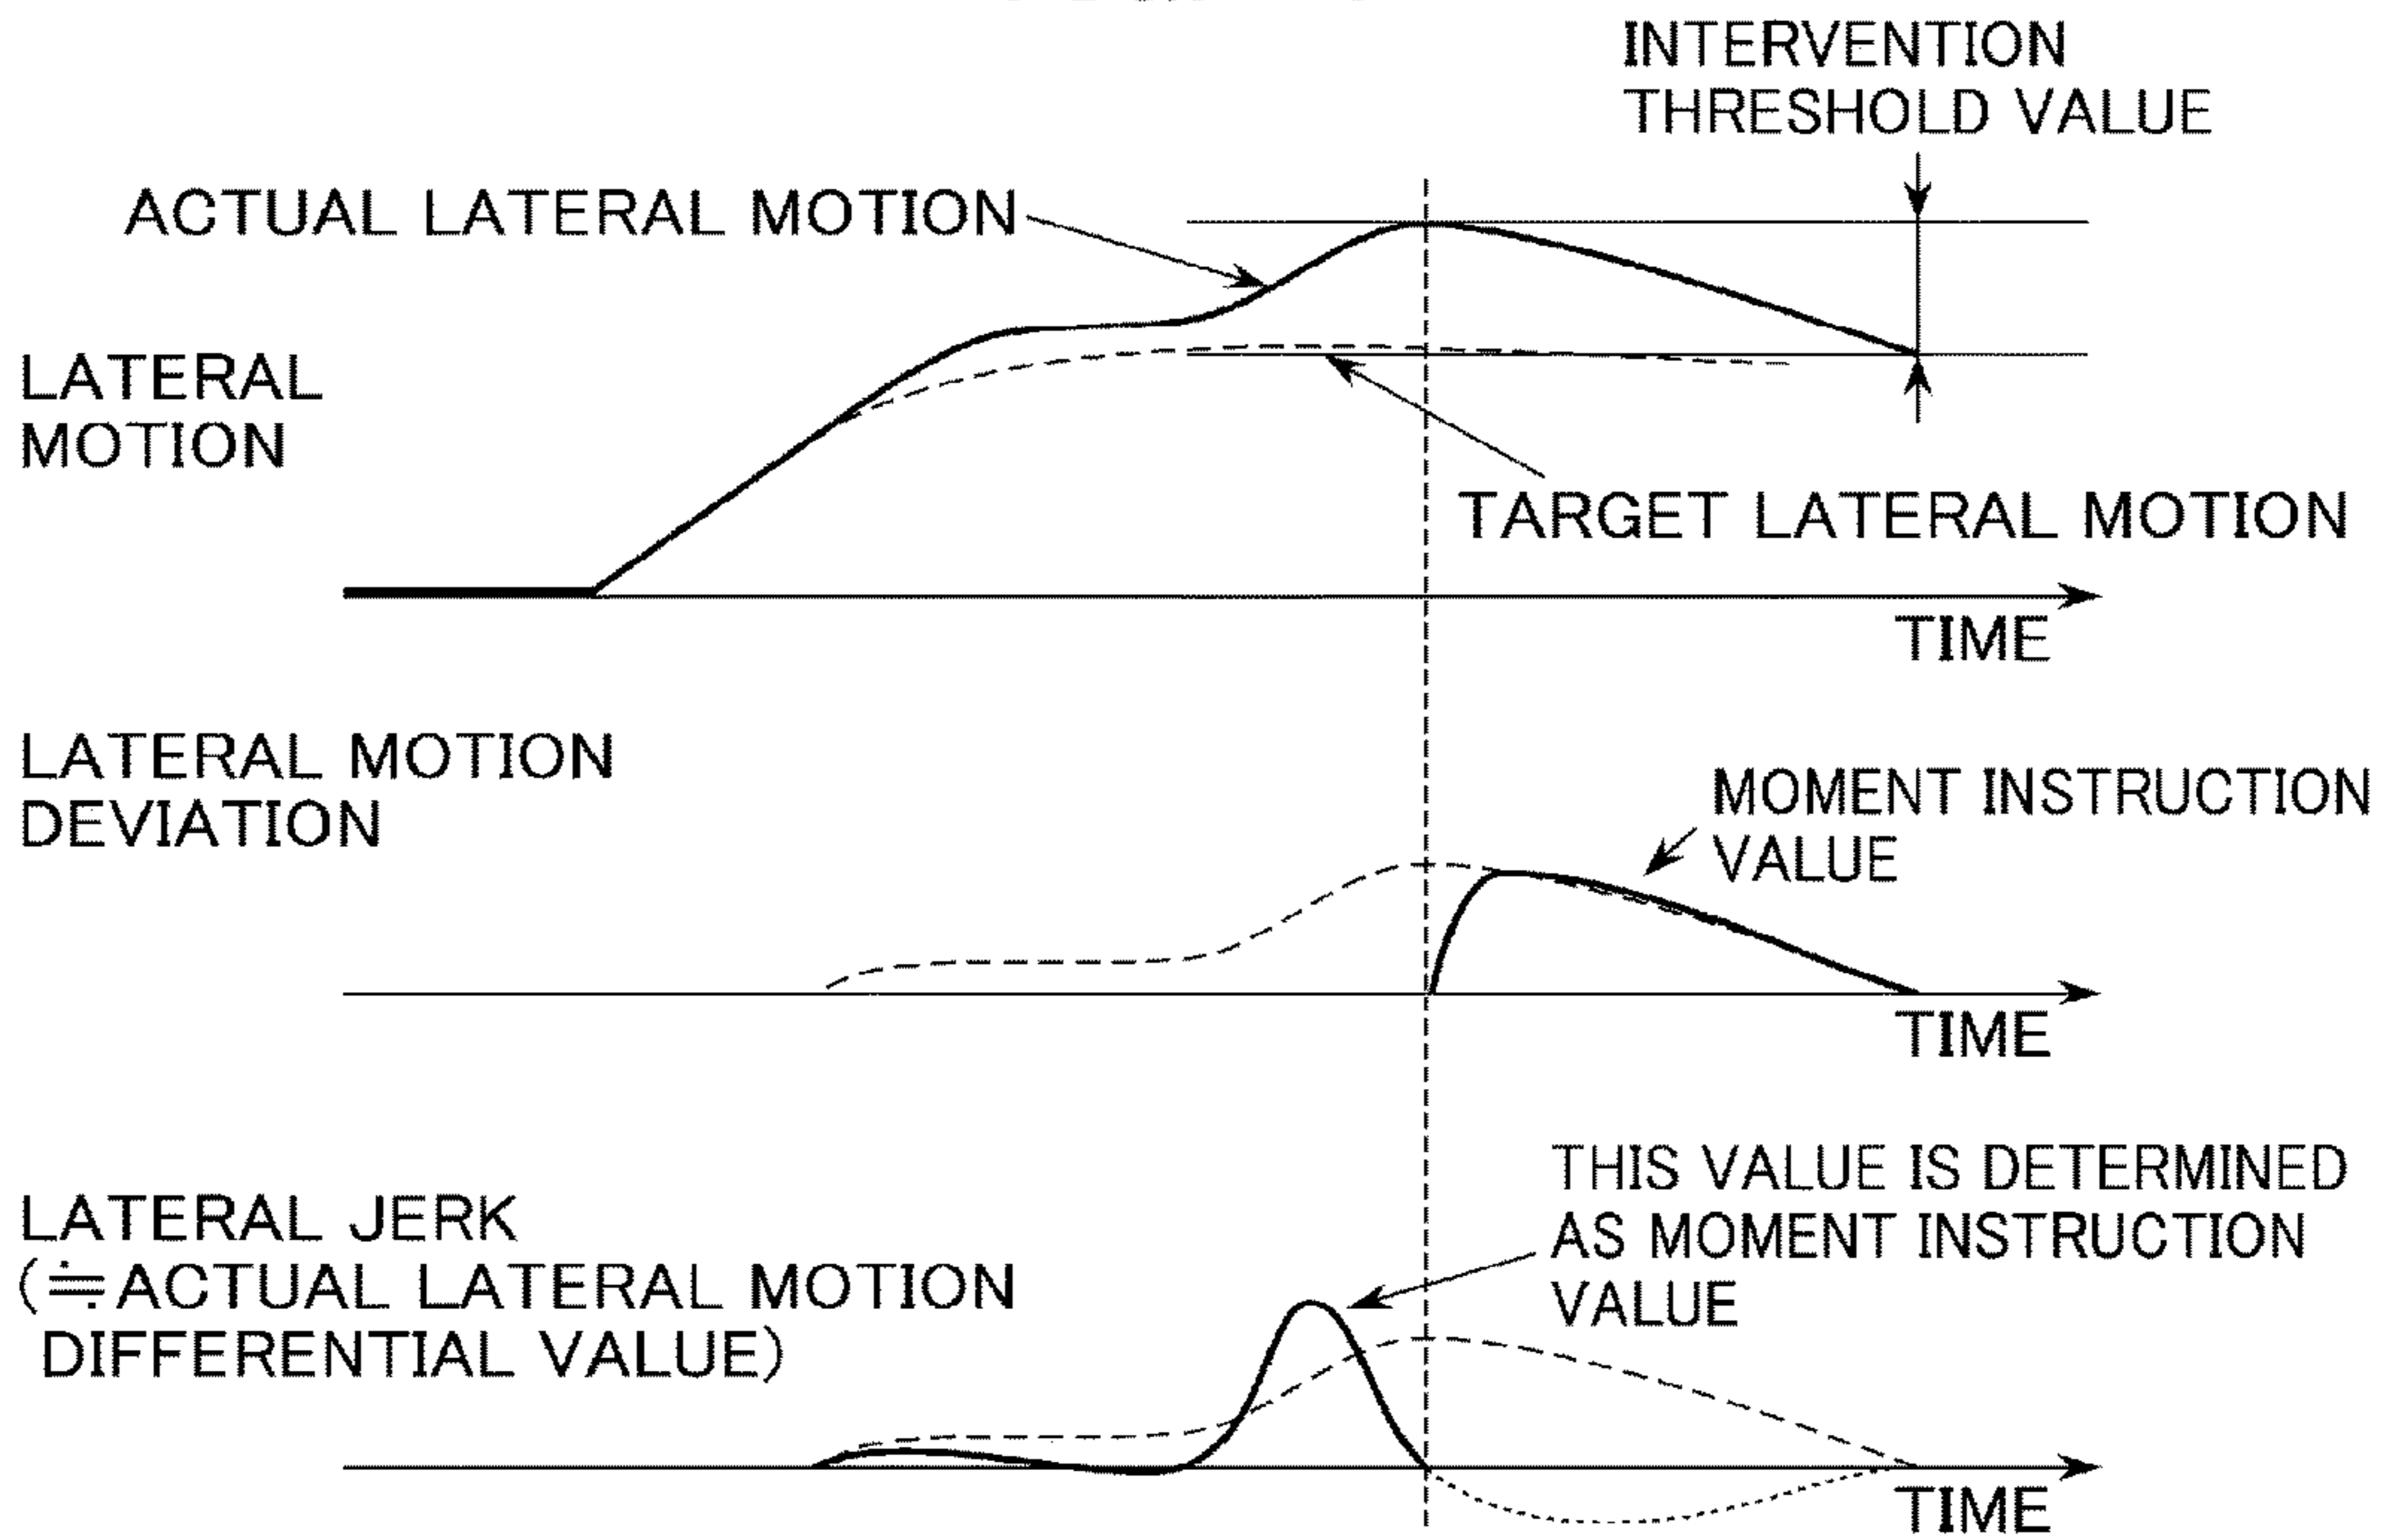 INTERVENTION
THRESHOLD VALUE
ACTUAL LATERAL MOTION
LATERAL
MOTION
TARGET LATERAL MOTION
TIME
LATERAL MOTION
DEVIATION
MOMENT INSTRUCTION
VALUE
TIME
THIS VALUE IS DETERMINED
AS MOMENT INSTRUCTION
VALUE
LATERAL JERK
(≒ACTUAL LATERAL MOTION
DIFFERENTIAL VALUE)
TIME